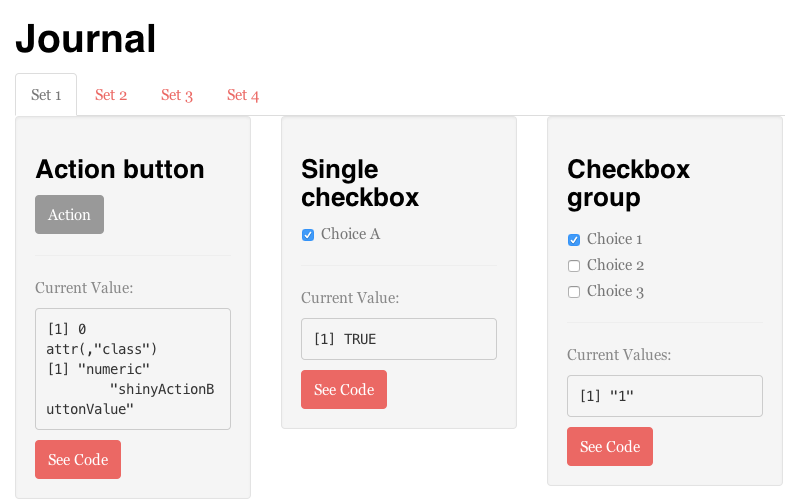 Journal
Set 1
Set 2
Set 3
Set 4
Action button
Action
Current Value:
[1] 0
attr(,"class")
[1] "numeric"
"shinyActionB
uttonValue"
See Code
Single
checkbox
Choice A
Current Value:
[1] TRUE
See Code
Checkbox
group
Choice 1
Choice 2
Choice 3
Current Values:
[1] "1"
See Code